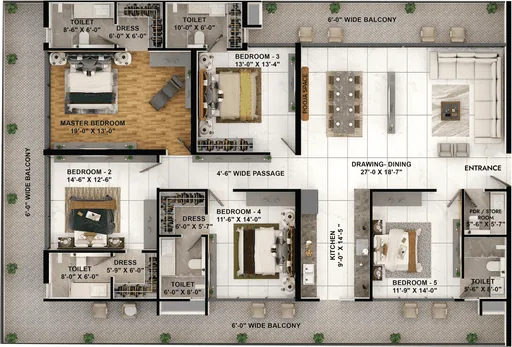 TOILET
8'-6" X 6'-0"
DRESS
6'-0" X 6'-0"
TOILET
10'-0" X 6'-0"
6'-0" WIDE BALCONY
BEDROOM - 3
13'-0" X 13'-4"
POOJA SPACE
MASTER BEDROOM
19'-0" X 13'-0"
6'-0" WIDE BALCONY
DRAWING- DINING
27'-0 X 18'-7"
ENTRANCE
4'-6" WIDE PASSAGE
BEDROOM - 2
14'-6" X 12'-6"
DRESS
6'-0" X 5'-7"
BEDROOM - 4
11'-6" X 14'-0"
KITCHEN
9'-0" X 14'-5"
PDR / STORE
ROOM
5'-6" X 5'-7"
TOILET
8'-0" X 6'-0"
DRESS
5'-9" X 6'-0"
TOILET
6'-0" X 8'-0"
BEDROOM - 5
11'-9" X 14'-0"
TOILET
5'-6" X 8'-0"
6'-0" WIDE BALCONY